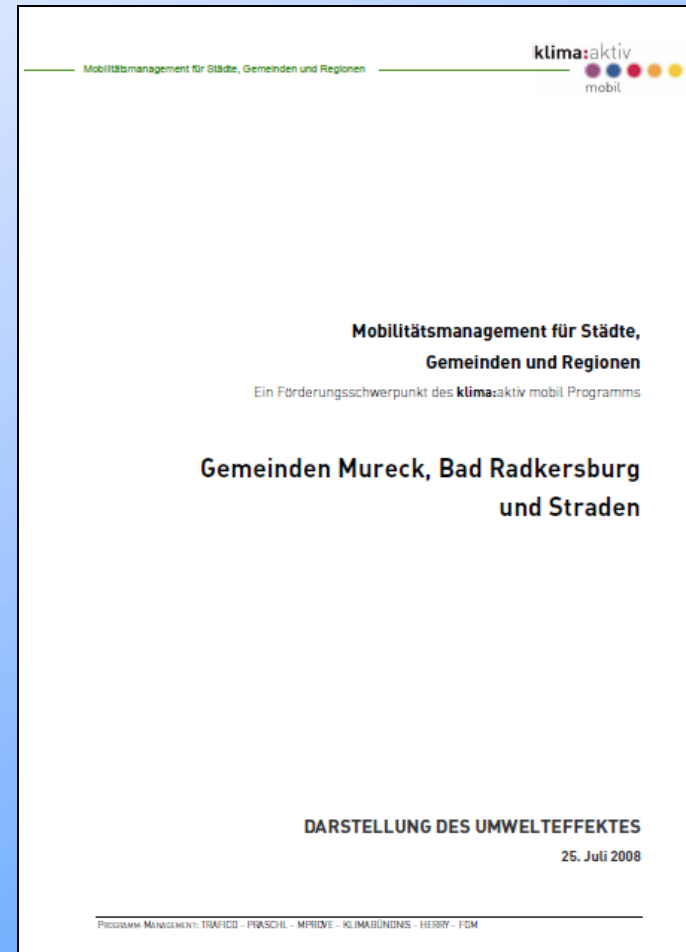 Mobilitätsmanagement für Städte, Gemeinden und Regionen
klima:aktiv
mobil
Mobilitätsmanagement für Städte,
Gemeinden und Regionen
Ein Förderungsschwerpunkt des klima:aktiv mobil Programms
Gemeinden Mureck, Bad Radkersburg
und Straden
DARSTELLUNG DES UMWELTEFFEKTES
25. Juli 2008
PROGRAMM-MANAGEMENT: TRAFICO - PRASCHL - MPROVE - KLIMABÜNDNIS - HERRY - FGM